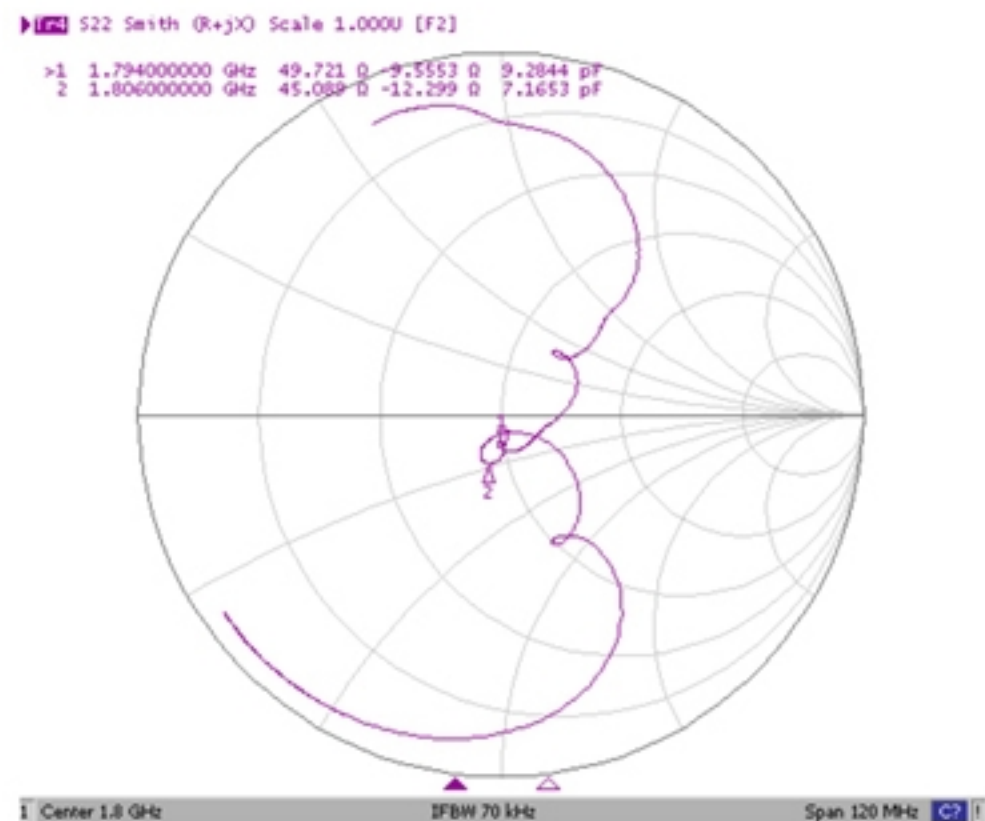 Tr4 S22 Smith (R+jX) Scale 1.000U [F2]
>1 1.794000000 GHz 49.721 Ω -9.5553 Ω 9.2844 pF
2 1.806000000 GHz 45.088 Ω -12.299 Ω 7.1653 pF
1
2
1 Center 1.8 GHz IFBW 70 kHz Span 120 MHz C? !